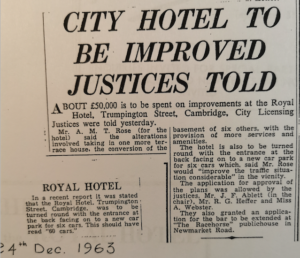 CITY HOTEL TO
BE IMPROVED
JUSTICES TOLD
ABOUT £50,000 is to be spent on improvements at the Royal
Hotel, Trumpington Street, Cambridge, City Licensing
Justices were told yesterday.
Mr. A. M. T. Rose (for the
hotel) said the alterations
involved taking in one more ter-
race house, the conversion of the
basement of six others, with the
provision of more services and
amenities.
The hotel is also to be turned
round with the entrance at the
back facing on to a new car park
for six cars which, said Mr. Rose
would "improve the traffic situa-
tion considerable" in the vicinity.
The application for approval of
the plans was allowed by the
justices, Mr. J. F. Ablett (in the
chair), Mr. R. G. Heffer and Miss
A. Webster.
They also granted an applica-
tion for the bar to be extended at
"The Racehorse" publichouse in
Newmarket Road.
ROYAL HOTEL
In a recent report it was stated
that the Royal Hotel, Trumpington
Street, Cambridge, was to be
turned round with the entrance at
the back facing on to a new car
park for six cars. This should have
read "60 cars."
24th Dec. 1963